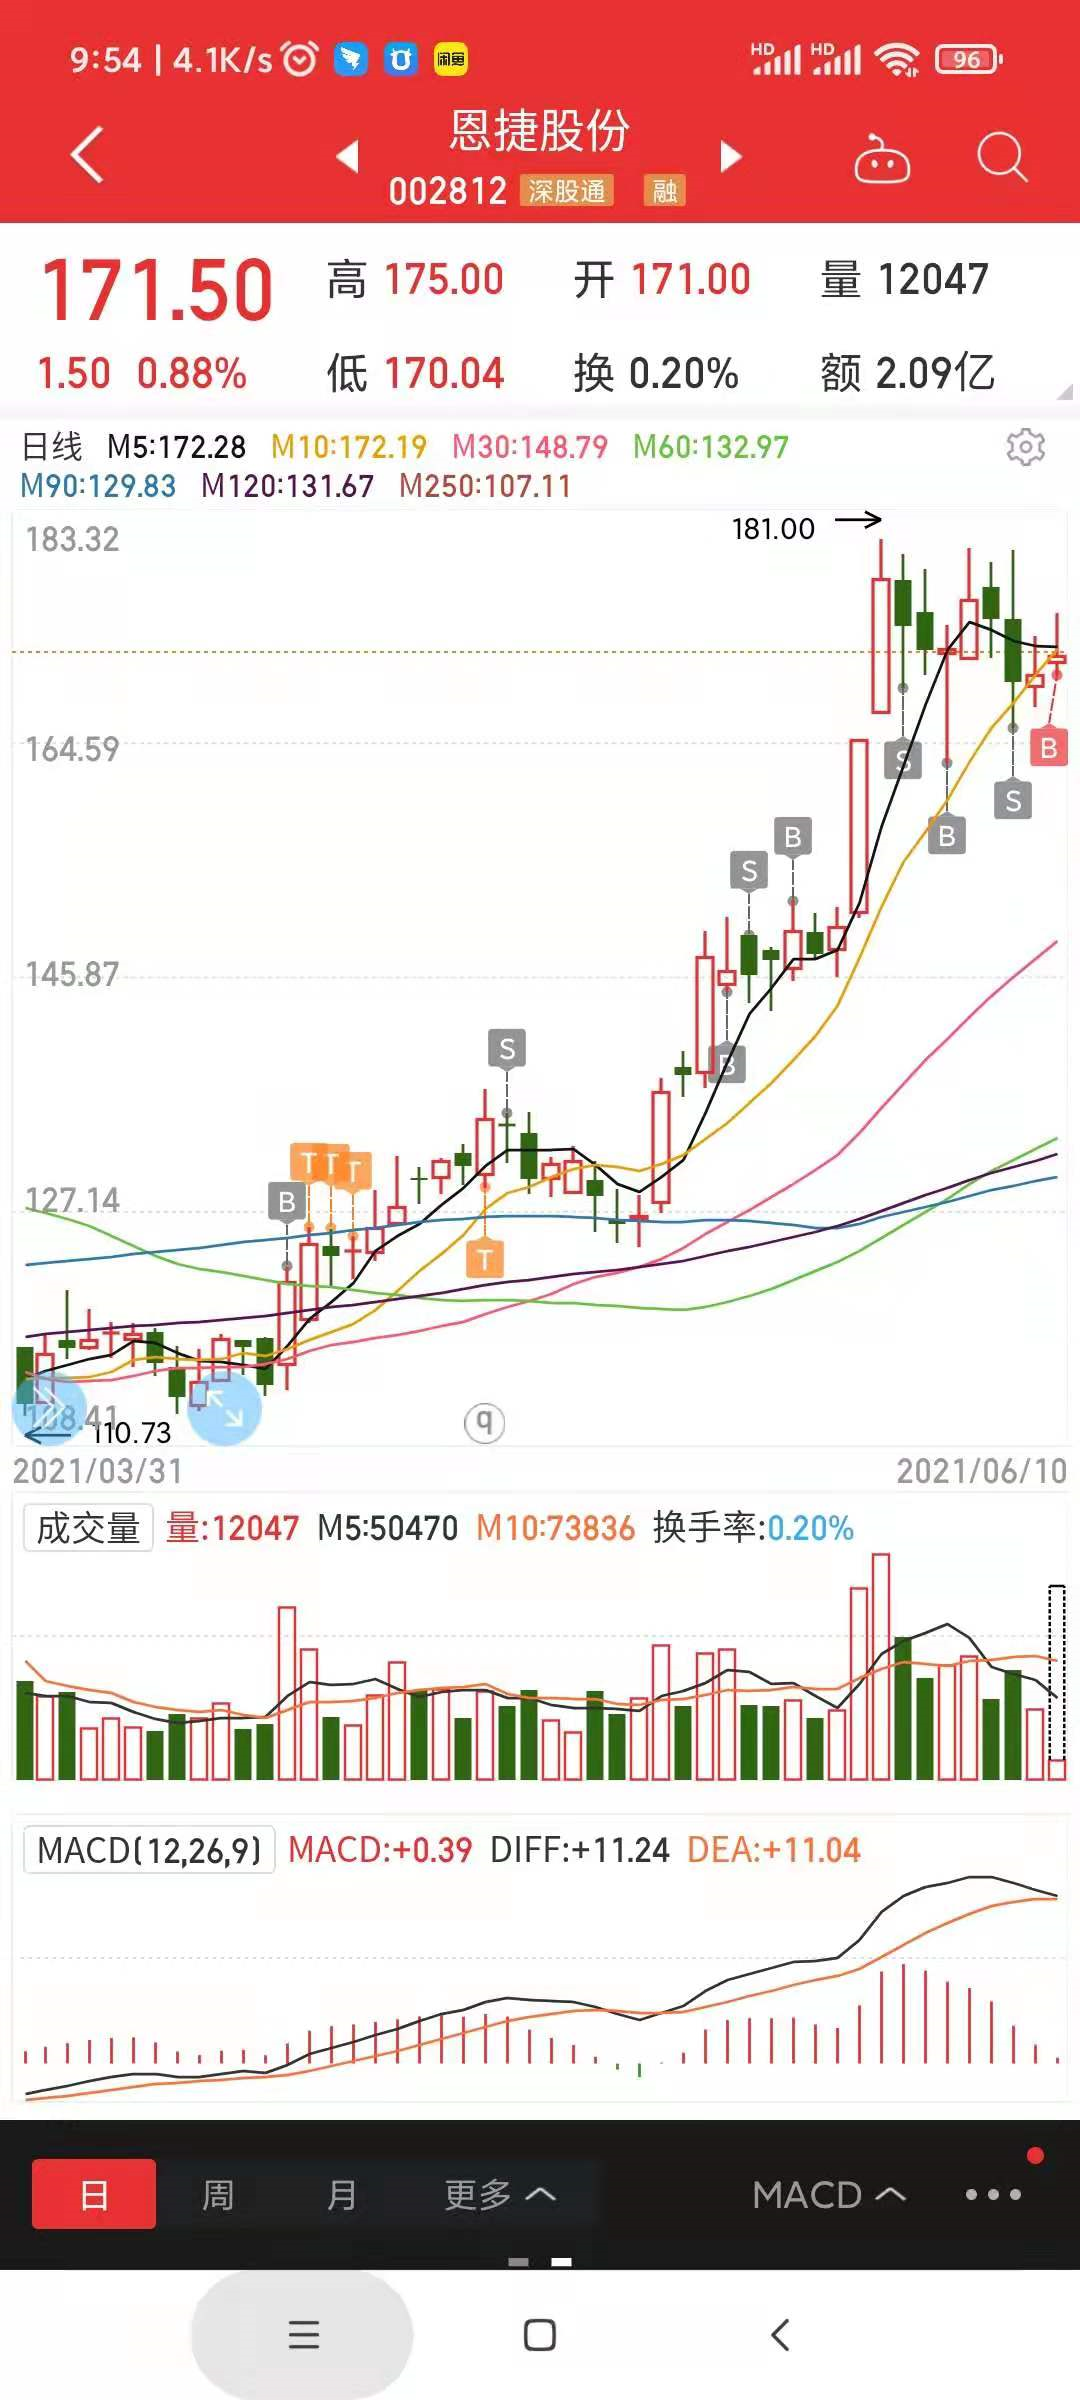 9:54 | 4.1K/s 闲鱼 HD HD 96
恩捷股份
002812 深股通 融
171.50 高 175.00 开 171.00 量 12047
1.50 0.88% 低 170.04 换 0.20% 额 2.09亿
日线 M5:172.28 M10:172.19 M30:148.79 M60:132.97
M90:129.83 M120:131.67 M250:107.11
183.32
181.00
164.59
S
B
B
S
B
S
B
145.87
B
S
T T T
127.14
B
T
108.41
110.73
q
2021/03/31 2021/06/10
成交量 量:12047 M5:50470 M10:73836 换手率:0.20%
MACD(12,26,9) MACD:+0.39 DIFF:+11.24 DEA:+11.04
日 周 月 更多 MACD